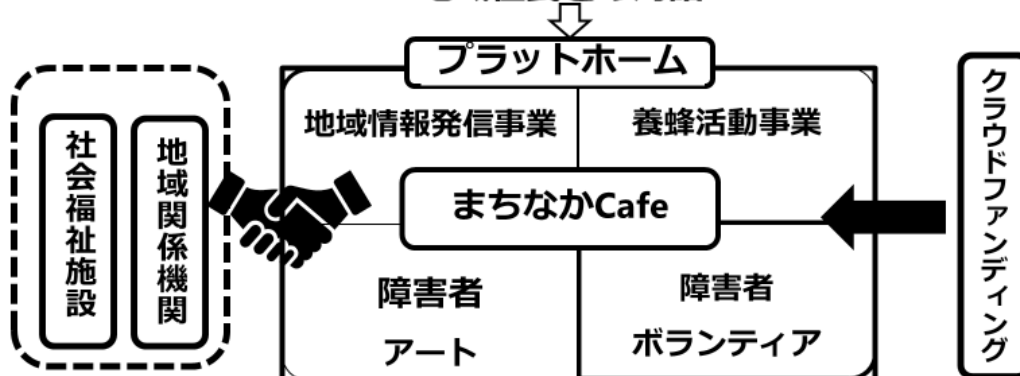 プラットホーム
地域情報発信事業
養蜂活動事業
まちなかCafe
障害者
アート
障害者
ボランティア
社会福祉施設
地域関係機関
クラウドファンディング